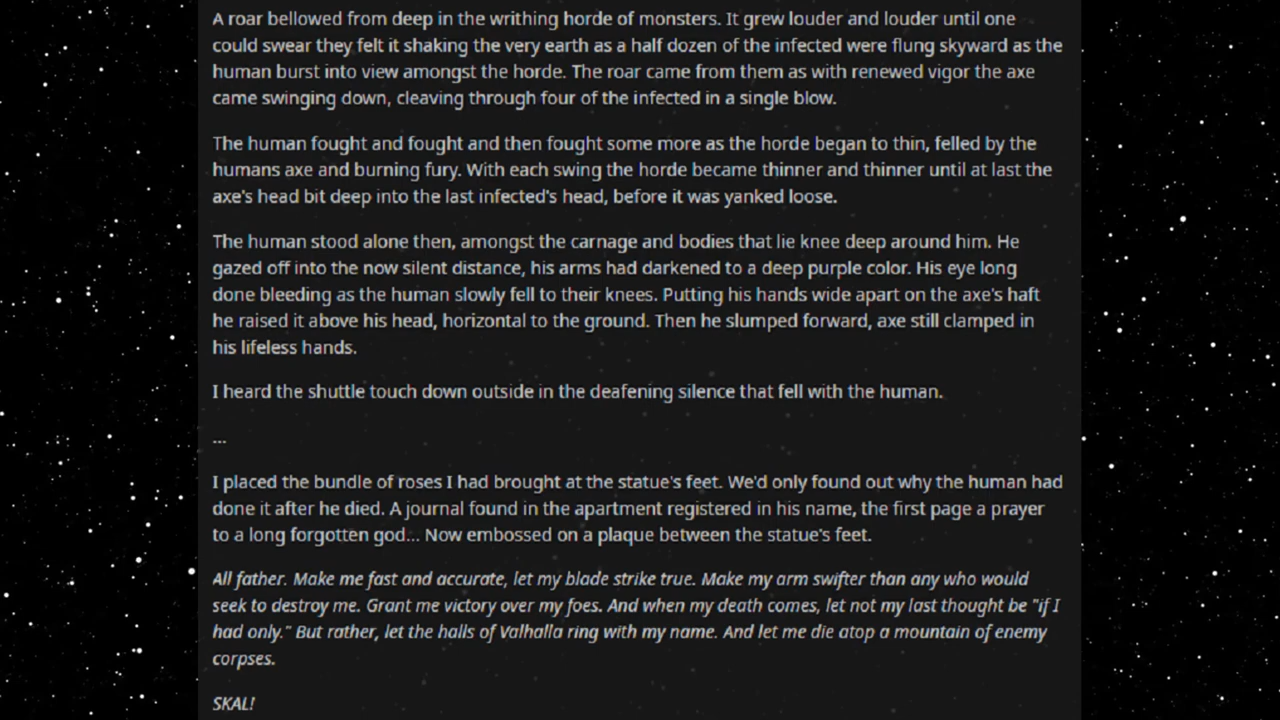 A roar bellowed from deep in the writhing horde of monsters. It grew louder and louder until one
could swear they felt it shaking the very earth as a half dozen of the infected were flung skyward as the
human burst into view amongst the horde. The roar came from them as with renewed vigor the axe
came swinging down, cleaving through four of the infected in a single blow.
The human fought and fought and then fought some more as the horde began to thin, felled by the
humans axe and burning fury. With each swing the horde became thinner and thinner until at last the
axe's head bit deep into the last infected's head, before it was yanked loose.
The human stood alone then, amongst the carnage and bodies that lie knee deep around him. He
gazed off into the now silent distance, his arms had darkened to a deep purple color. His eye long
done bleeding as the human slowly fell to their knees. Putting his hands wide apart on the axe's haft
he raised it above his head, horizontal to the ground. Then he slumped forward, axe still clamped in
his lifeless hands.
I heard the shuttle touch down outside in the deafening silence that fell with the human.
...
I placed the bundle of roses I had brought at the statue's feet. We'd only found out why the human had
done it after he died. A journal found in the apartment registered in his name, the first page a prayer
to a long forgotten god... Now embossed on a plaque between the statue's feet.
All father. Make me fast and accurate, let my blade strike true. Make my arm swifter than any who would
seek to destroy me. Grant me victory over my foes. And when my death comes, let not my last thought be "if I
had only." But rather, let the halls of Valhalla ring with my name. And let me die atop a mountain of enemy
corpses.
SKAL!